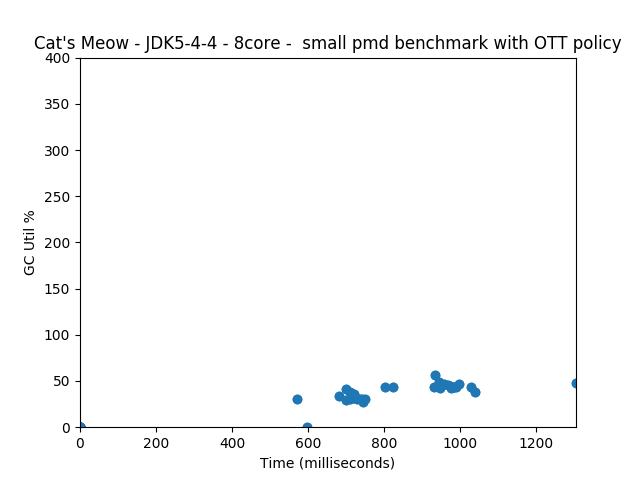 Cat's Meow - JDK5-4-4 - 8core -  small pmd benchmark with OTT policy
400
350
300
250
200
150
100
50
0
GC Util %
0 200 400 600 800 1000 1200
Time (milliseconds)